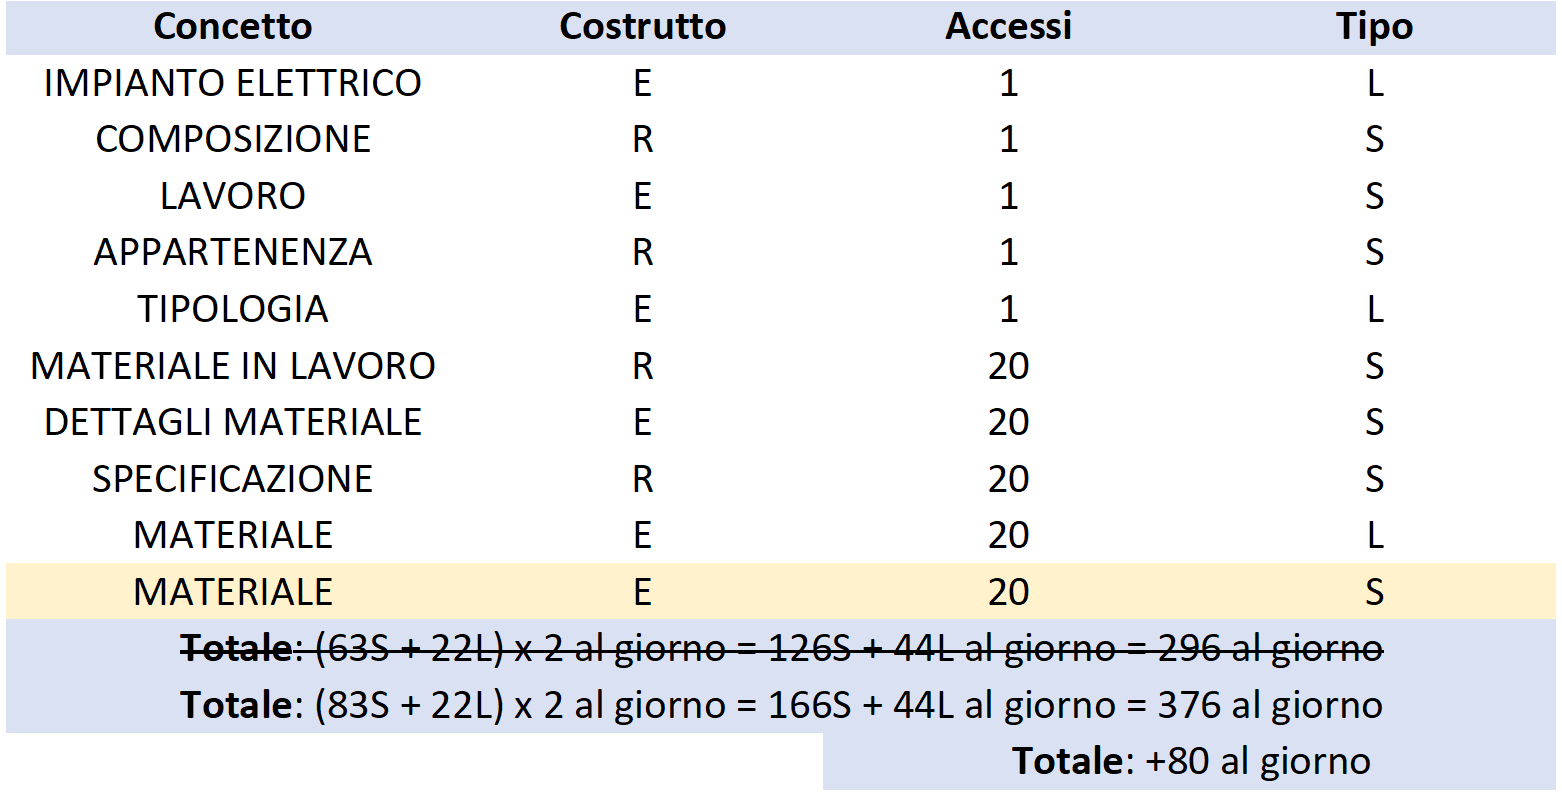 Concetto Costrutto Accessi Tipo
IMPIANTO ELETTRICO E 1 L
COMPOSIZIONE R 1 S
LAVORO E 1 S
APPARTENENZA R 1 S
TIPOLOGIA E 1 L
MATERIALE IN LAVORO R 20 S
DETTAGLI MATERIALE E 20 S
SPECIFICAZIONE R 20 S
MATERIALE E 20 L
MATERIALE E 20 S
Totale: (63S + 22L) x 2 al giorno = 126S + 44L al giorno = 296 al giorno
Totale: (83S + 22L) x 2 al giorno = 166S + 44L al giorno = 376 al giorno
Totale: +80 al giorno